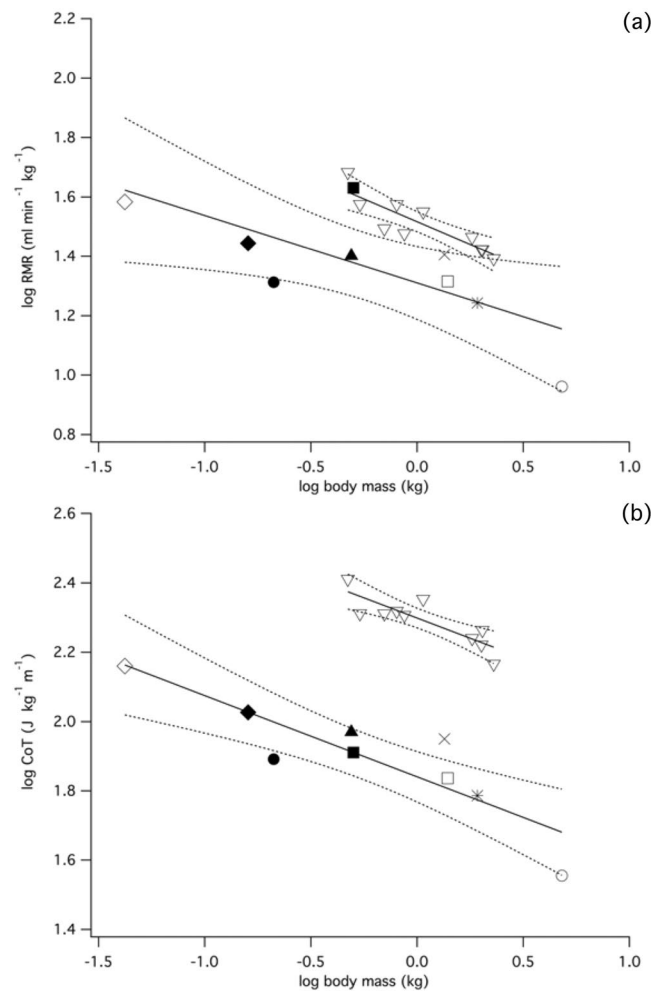 (a)
2.2
2.0
1.8
1.6
1.4
1.2
1.0
0.8
log RMR (ml min⁻¹ kg⁻¹)
-1.5 -1.0 -0.5 0.0 0.5 1.0
log body mass (kg)
(b)
2.6
2.4
2.2
2.0
1.8
1.6
1.4
log CoT (J kg⁻¹ m⁻¹)
-1.5 -1.0 -0.5 0.0 0.5 1.0
log body mass (kg)